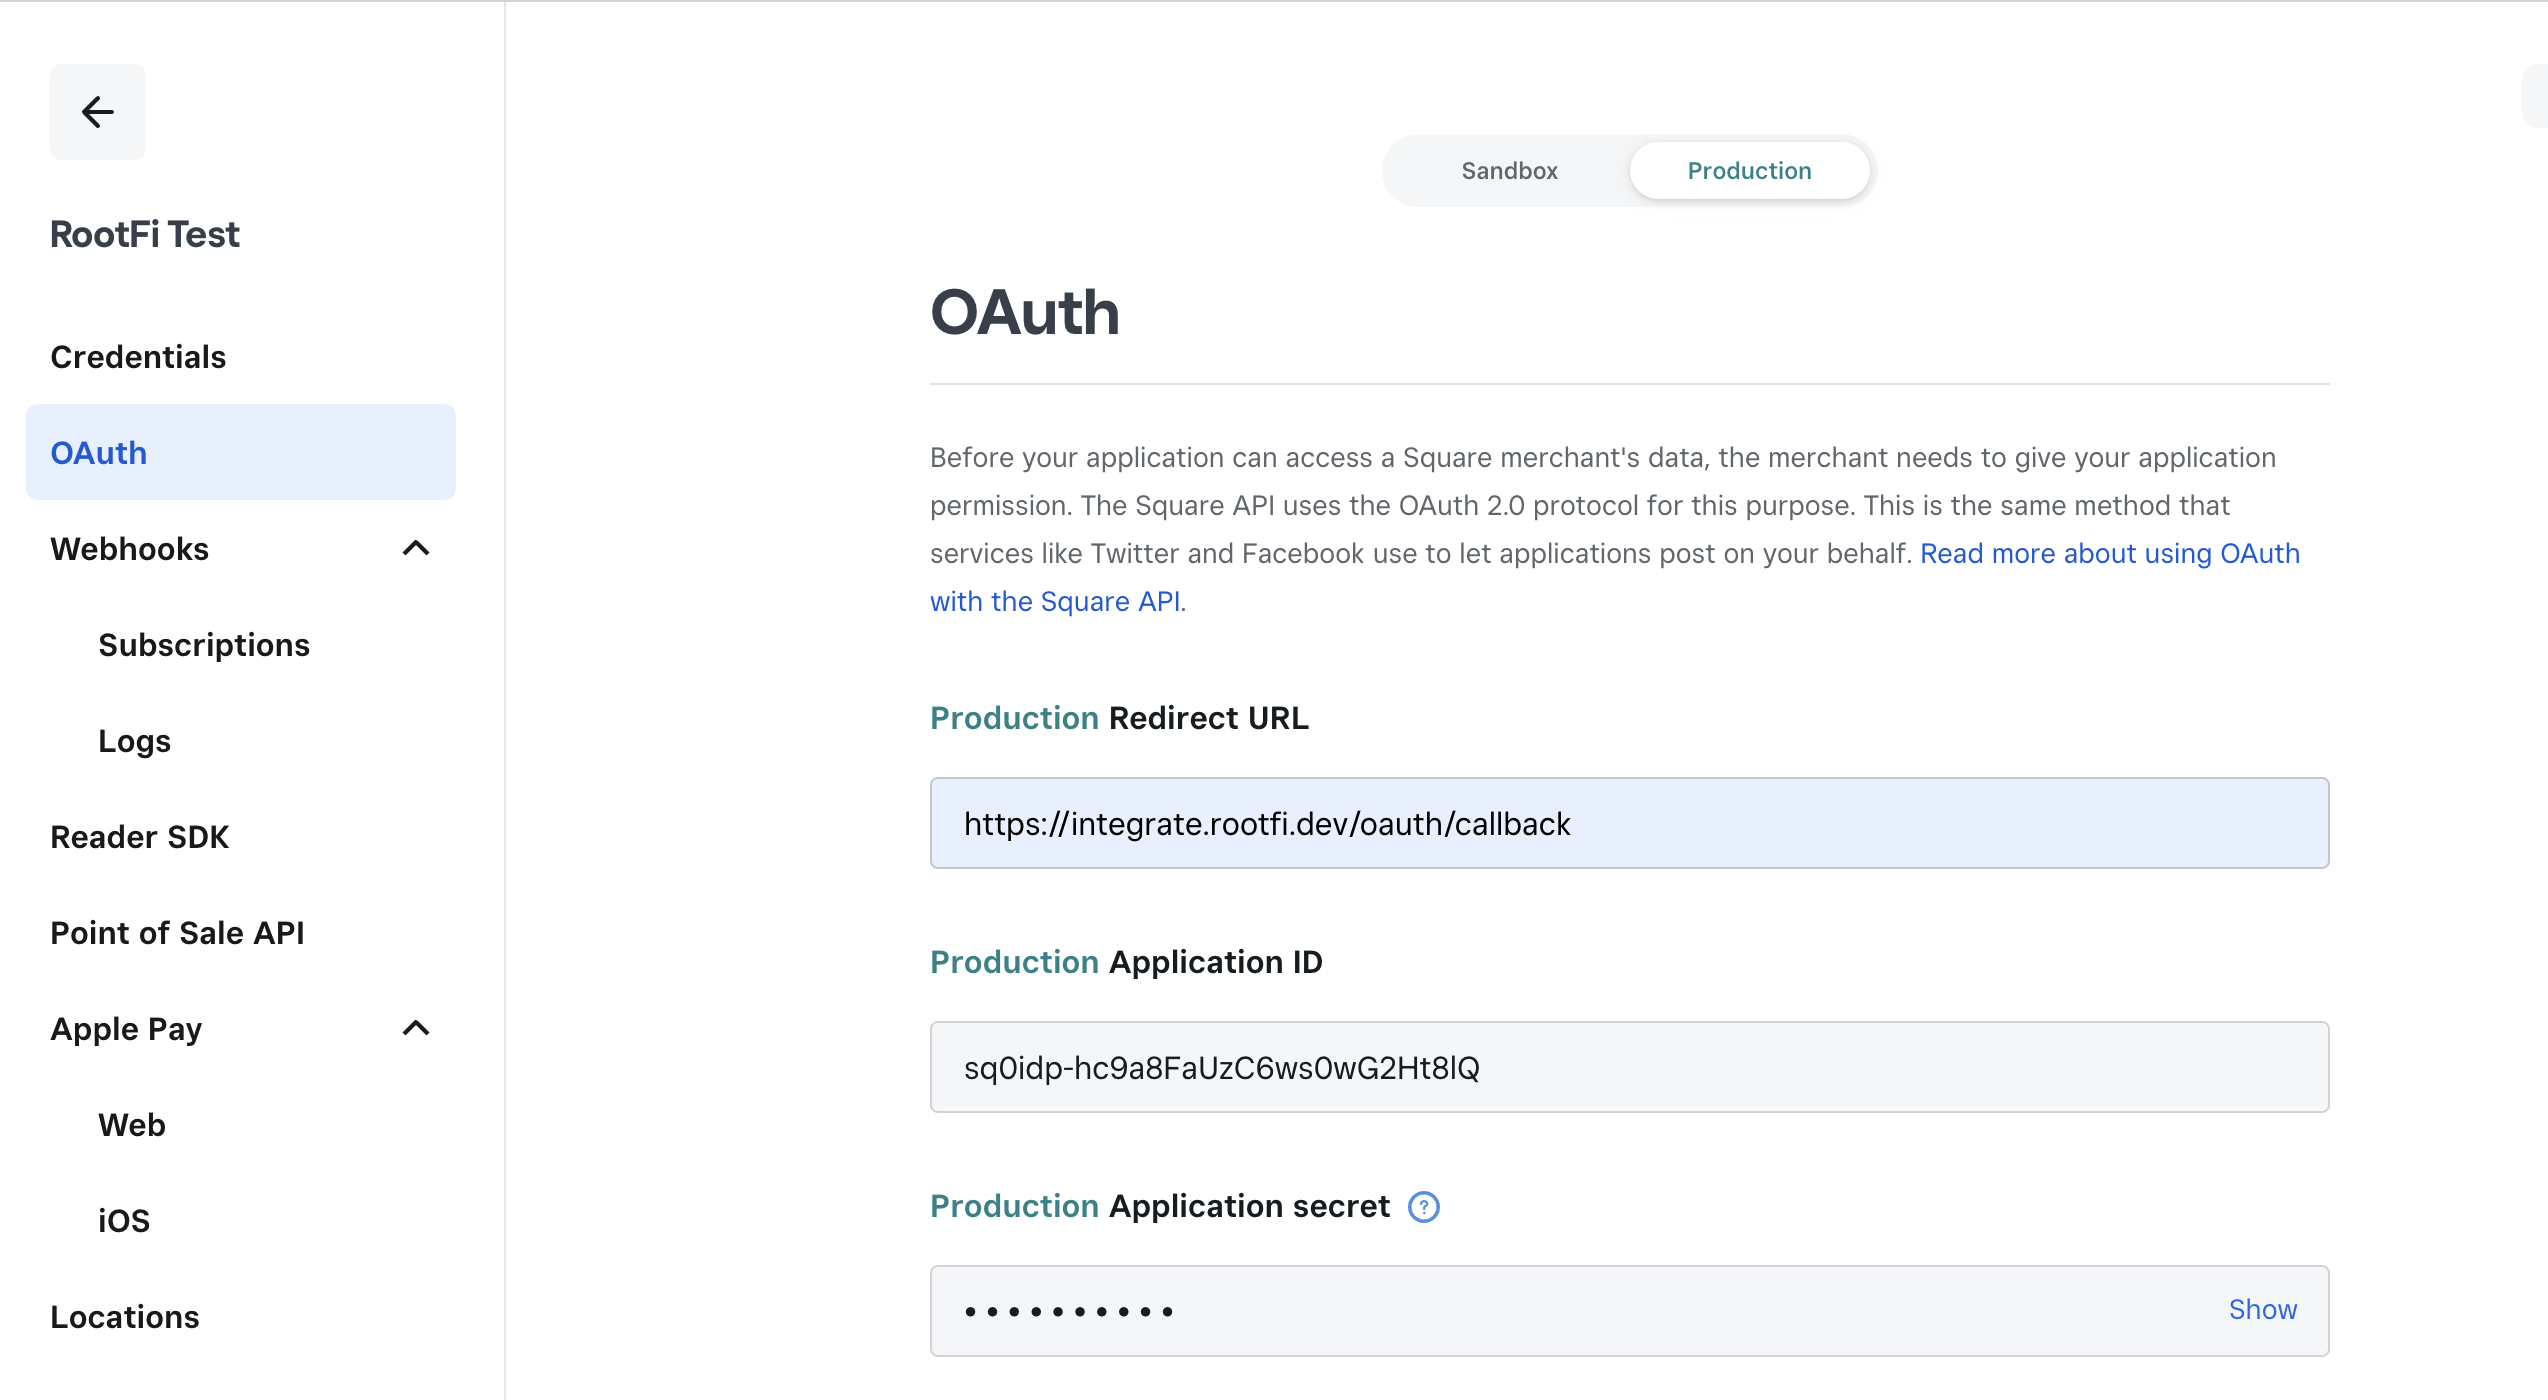 RootFi Test
Credentials
OAuth
Webhooks
Subscriptions
Logs
Reader SDK
Point of Sale API
Apple Pay
Web
iOS
Locations
Sandbox
Production
OAuth
Before your application can access a Square merchant's data, the merchant needs to give your application
permission. The Square API uses the OAuth 2.0 protocol for this purpose. This is the same method that
services like Twitter and Facebook use to let applications post on your behalf. Read more about using OAuth
with the Square API.
Production Redirect URL
https://integrate.rootfi.dev/oauth/callback
Production Application ID
sq0idp-hc9a8FaUzC6ws0wG2Ht8lQ
Production Application secret ?
••••••••••
Show